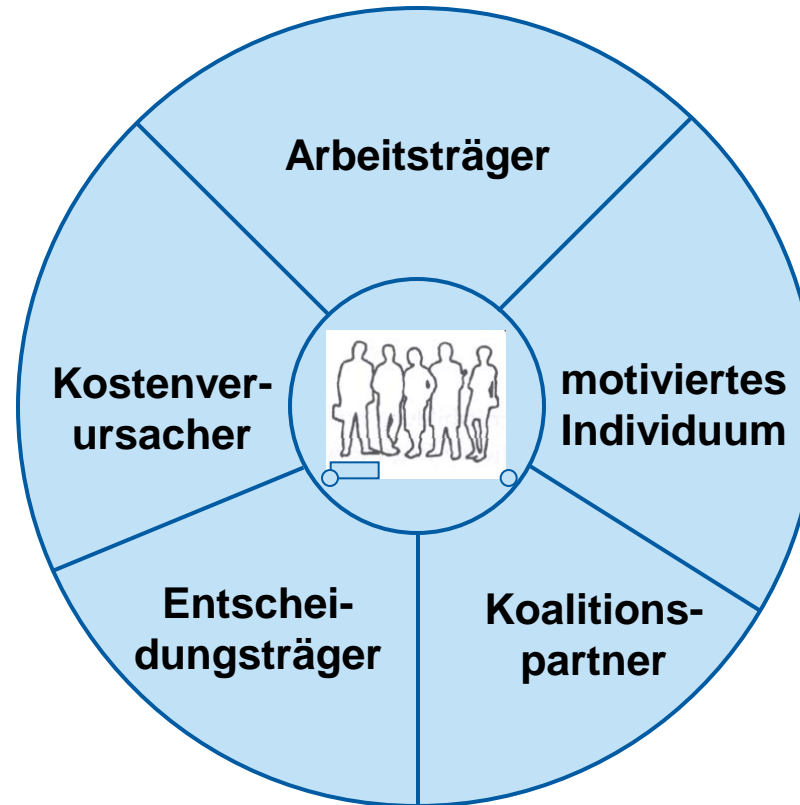 Arbeitsträger
motiviertes
Individuum
Koalitions-
partner
Entschei-
dungsträger
Kostenver-
ursacher